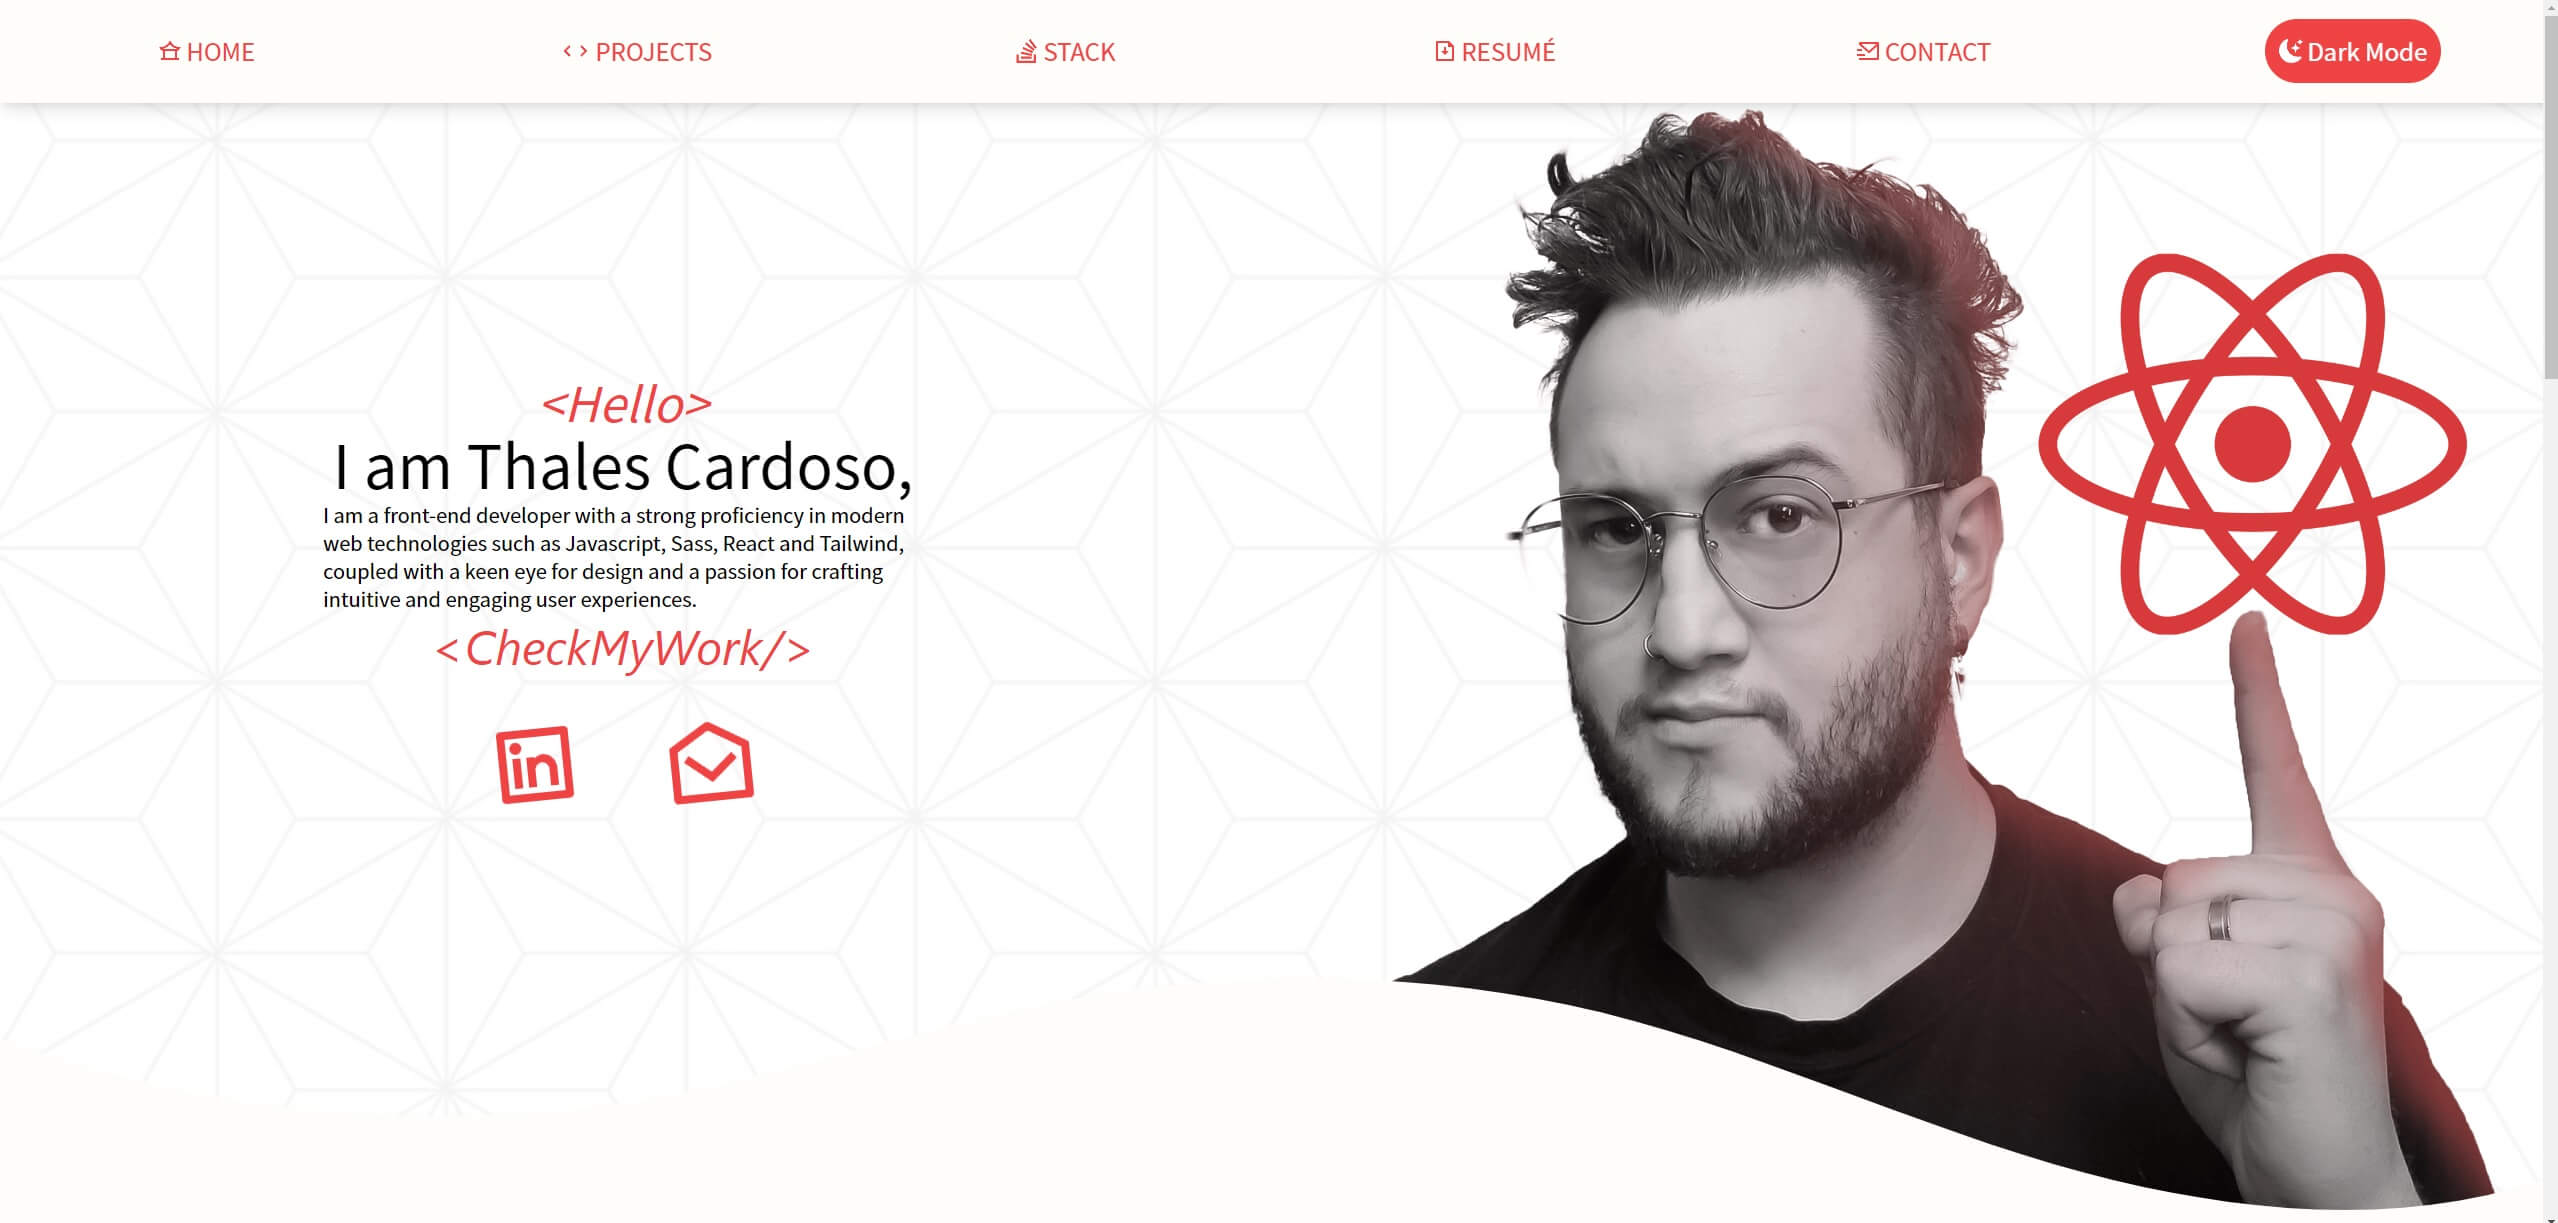 HOME
< > PROJECTS
STACK
RESUMÉ
CONTACT
Dark Mode
<Hello>
I am Thales Cardoso,
I am a front-end developer with a strong proficiency in modern
web technologies such as Javascript, Sass, React and Tailwind,
coupled with a keen eye for design and a passion for crafting
intuitive and engaging user experiences.
<CheckMyWork/>
in